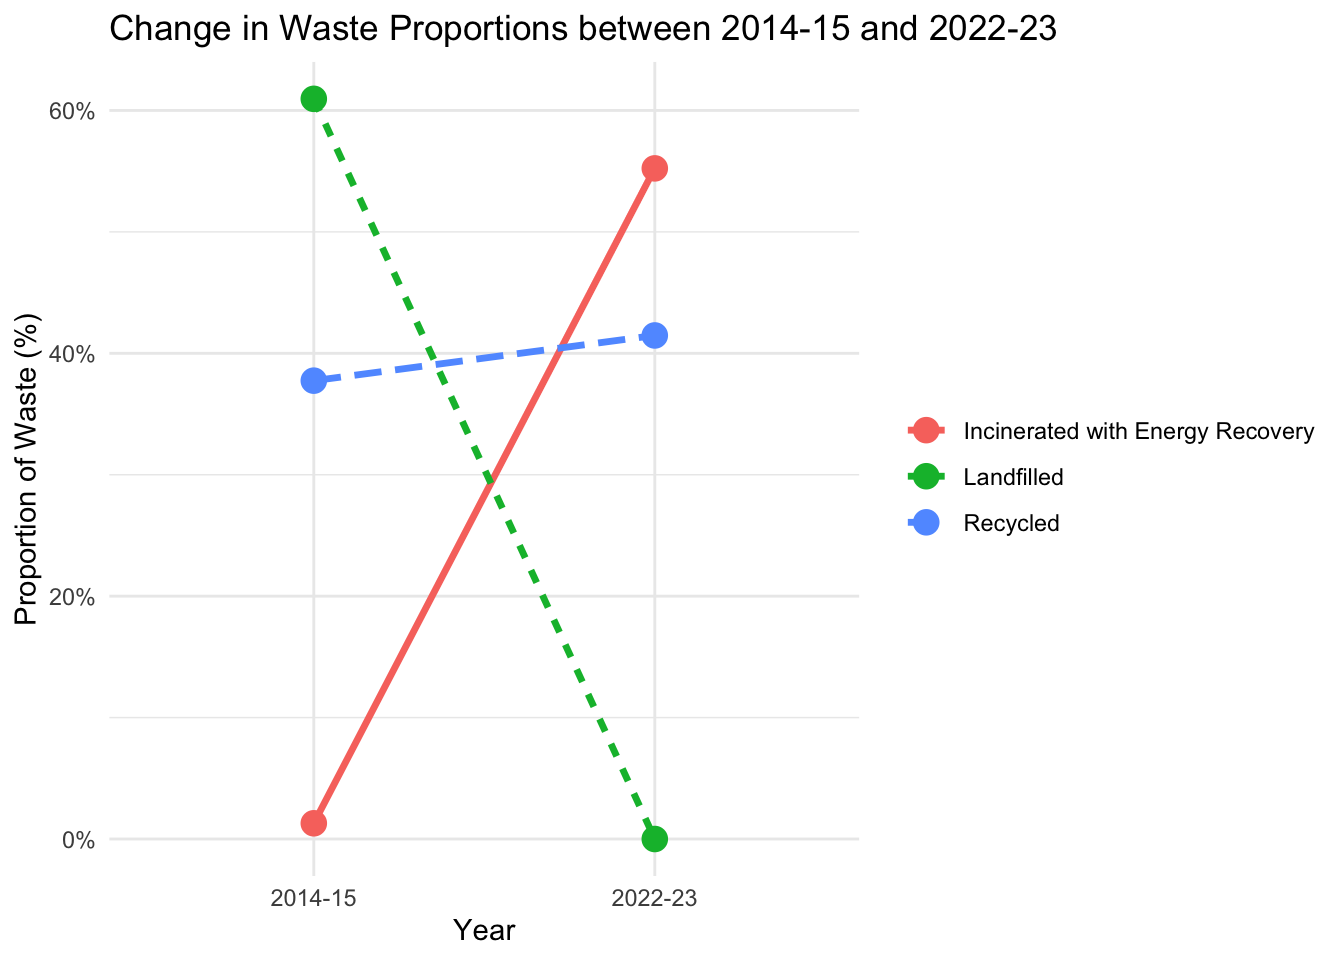 Change in Waste Proportions between 2014-15 and 2022-23
60%
40%
20%
0%
Proportion of Waste (%)
2014-15
2022-23
Year
Incinerated with Energy Recovery
Landfilled
Recycled